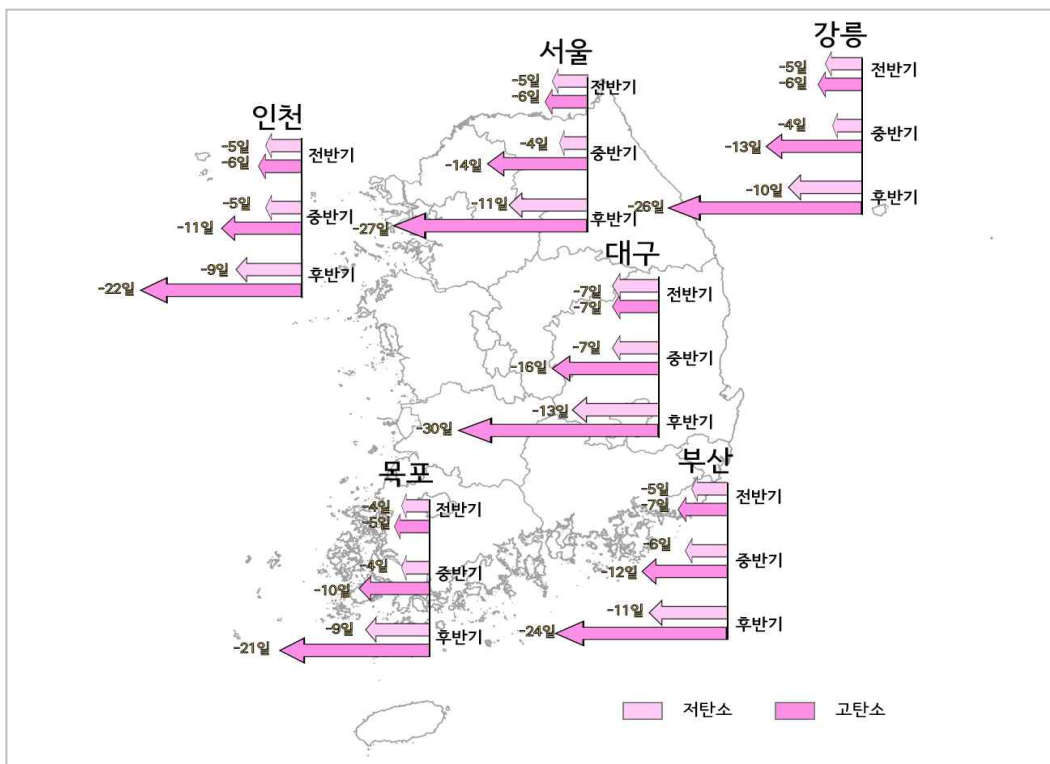 서울
-5일
전반기
-6일
-4일
중반기
-14일
-11일
후반기
-27일
강릉
-5일
전반기
-6일
-4일
중반기
-13일
-10일
후반기
-26일
인천
-5일
전반기
-6일
-5일
중반기
-11일
-9일
후반기
-22일
대구
-7일
전반기
-7일
-7일
중반기
-16일
-13일
후반기
-30일
목포
-4일
전반기
-5일
-4일
중반기
-10일
-9일
후반기
-21일
부산
-5일
전반기
-7일
-6일
중반기
-12일
-11일
후반기
-24일
저탄소
고탄소